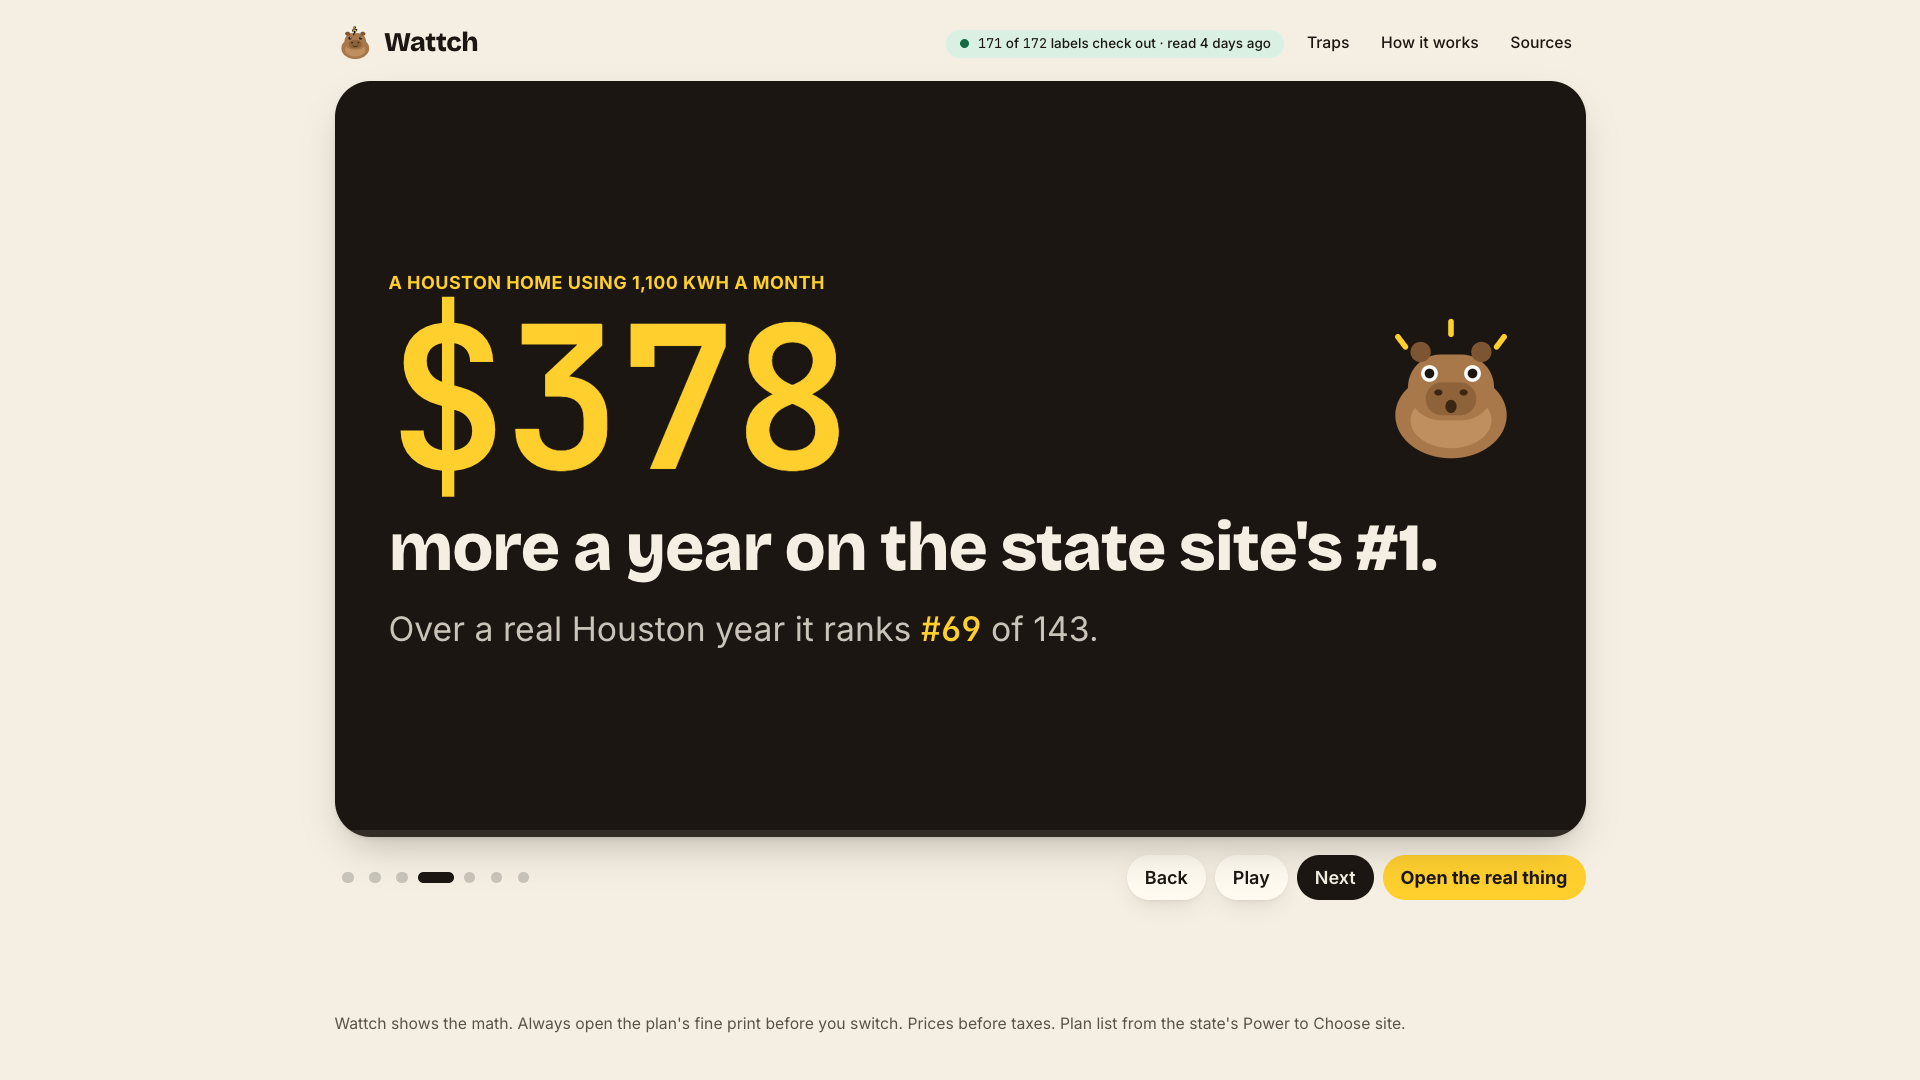 Wattch
171 of 172 labels check out · read 4 days ago
Traps
How it works
Sources
A HOUSTON HOME USING 1,100 KWH A MONTH
$378
more a year on the state site's #1.
Over a real Houston year it ranks #69 of 143.
Back
Play
Next
Open the real thing
Wattch shows the math. Always open the plan's fine print before you switch. Prices before taxes. Plan list from the state's Power to Choose site.